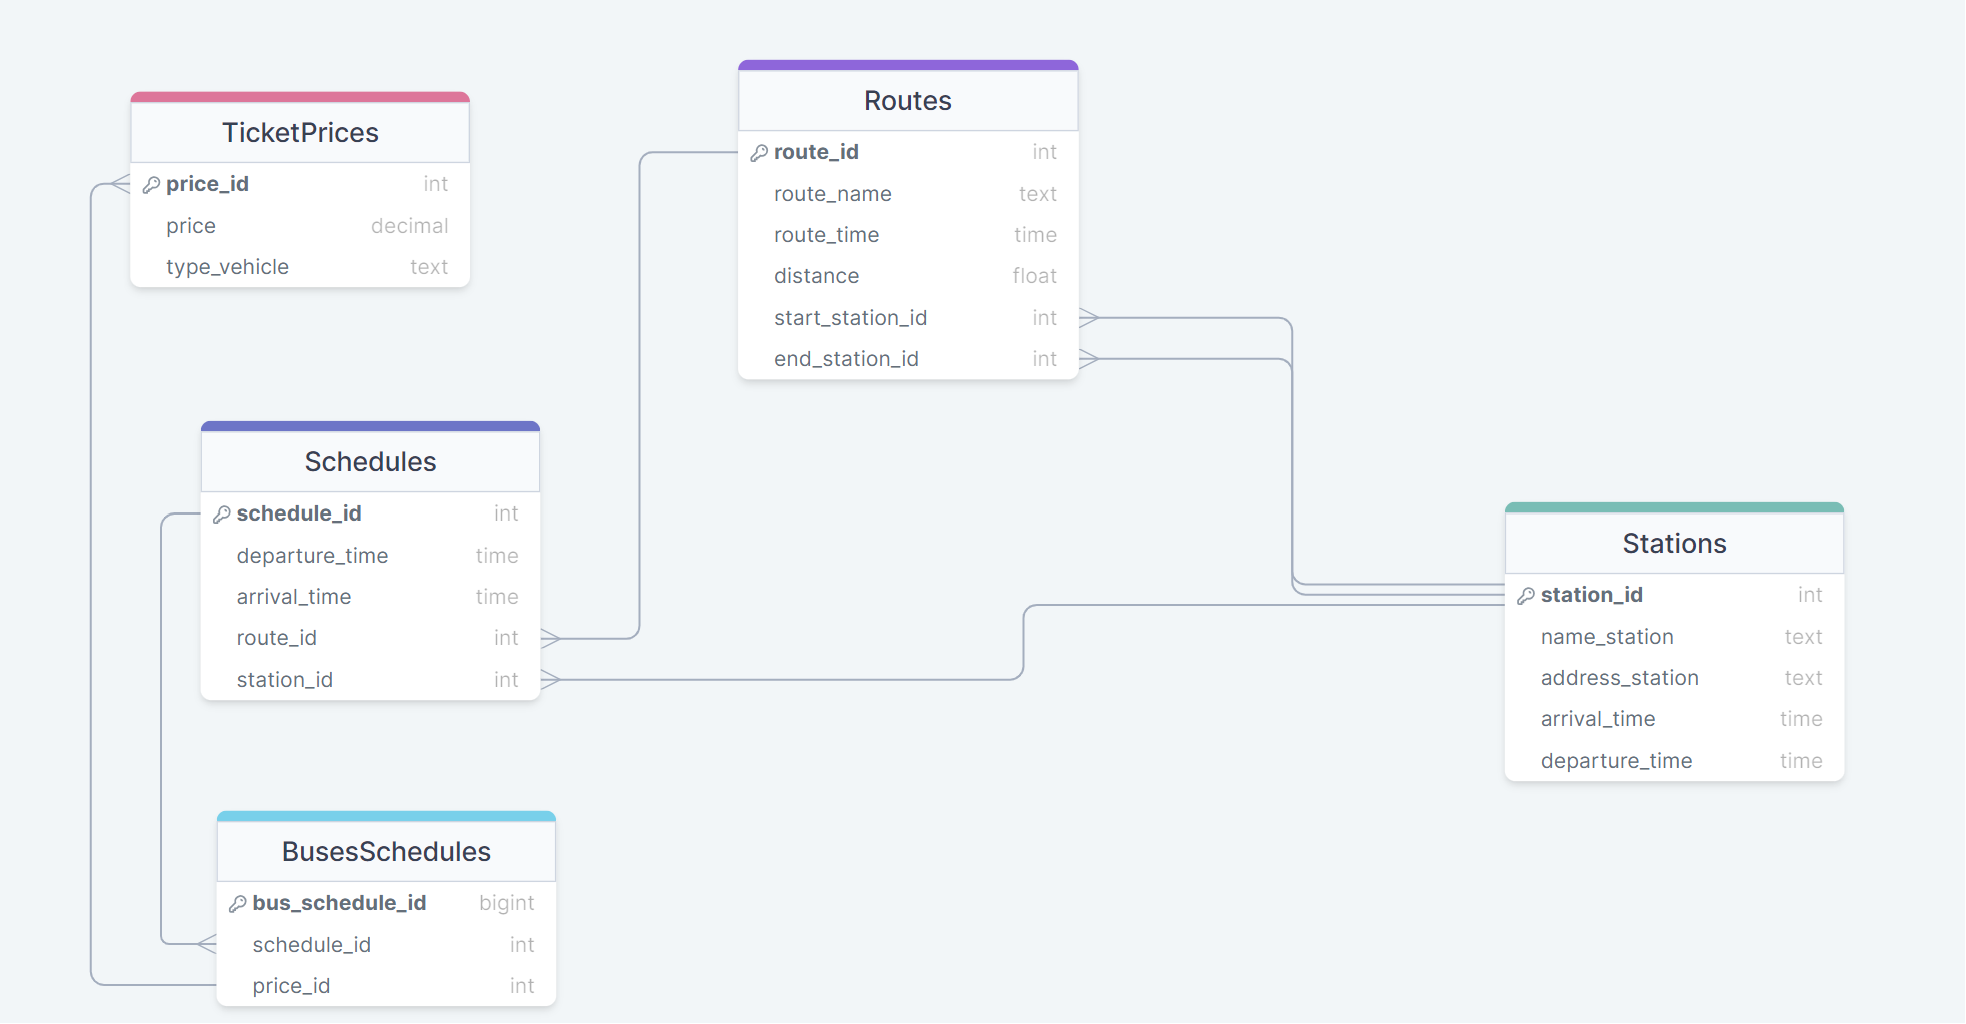 TicketPrices
price_id int
price decimal
type_vehicle text
Routes
route_id int
route_name text
route_time time
distance float
start_station_id int
end_station_id int
Schedules
schedule_id int
departure_time time
arrival_time time
route_id int
station_id int
Stations
station_id int
name_station text
address_station text
arrival_time time
departure_time time
BusesSchedules
bus_schedule_id bigint
schedule_id int
price_id int